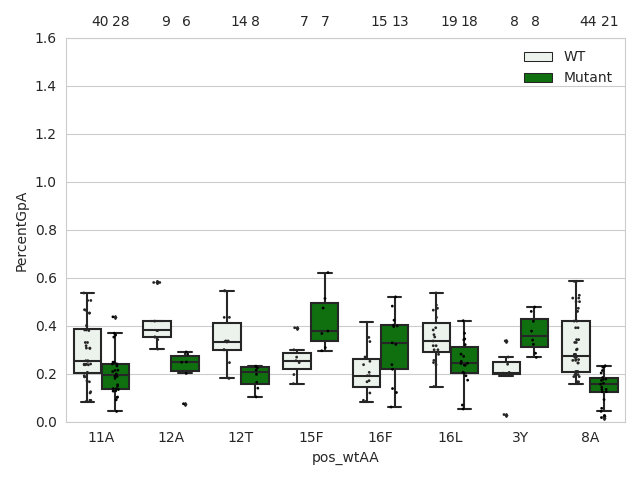 40 28 9 6 14 8 7 7 15 13 19 18 8 8 44 21
1.6
WT
Mutant
1.4
1.2
1.0
0.8
0.6
0.4
0.2
0.0
PercentGpA
11A 12A 12T 15F 16F 16L 3Y 8A
pos_wtAA